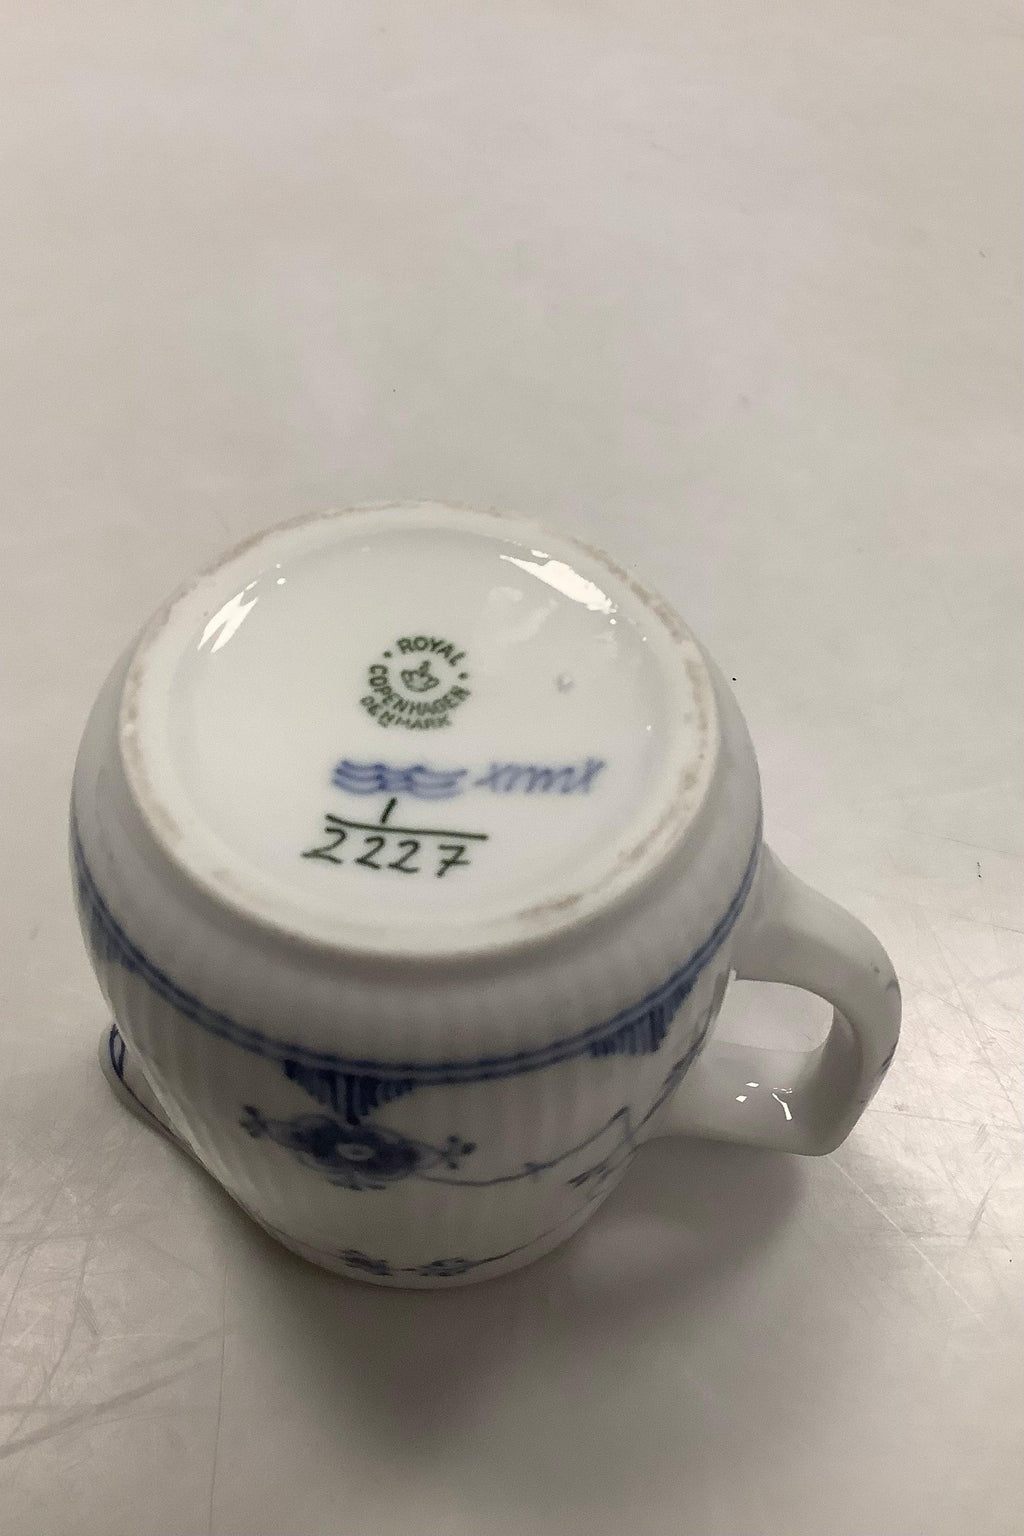 ROYAL
COPENHAGEN
DENMARK
1
2227